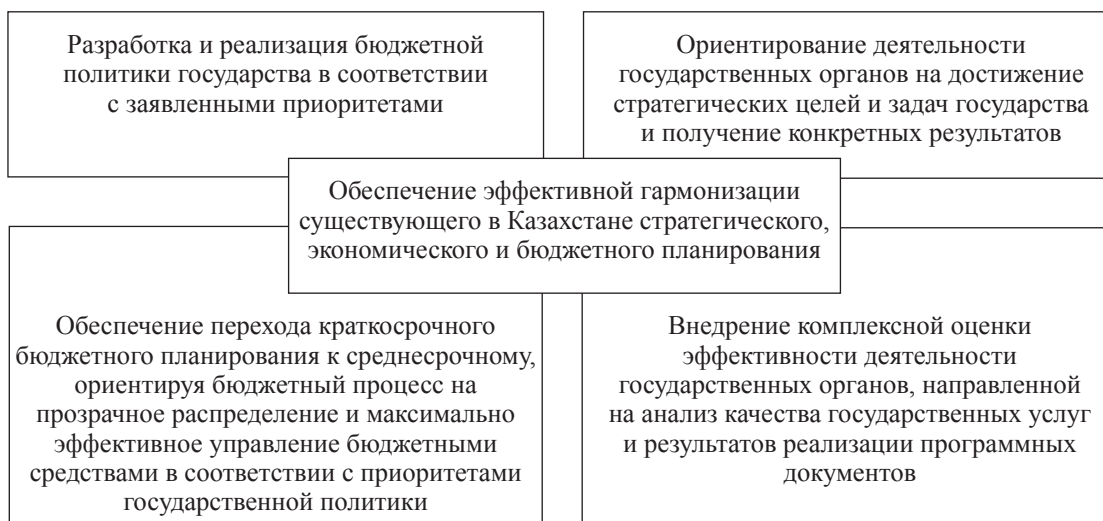 Разработка и реализация бюджетной
политики государства в соответствии
с заявленными приоритетами
Ориентирование деятельности
государственных органов на достижение
стратегических целей и задач государства
и получение конкретных результатов
Обеспечение эффективной гармонизации
существующего в Казахстане стратегического,
экономического и бюджетного планирования
Обеспечение перехода краткосрочного
бюджетного планирования к среднесрочному,
ориентируя бюджетный процесс на
прозрачное распределение и максимально
эффективное управление бюджетными
средствами в соответствии с приоритетами
государственной политики
Внедрение комплексной оценки
эффективности деятельности
государственных органов, направленной
на анализ качества государственных услуг
и результатов реализации программных
документов